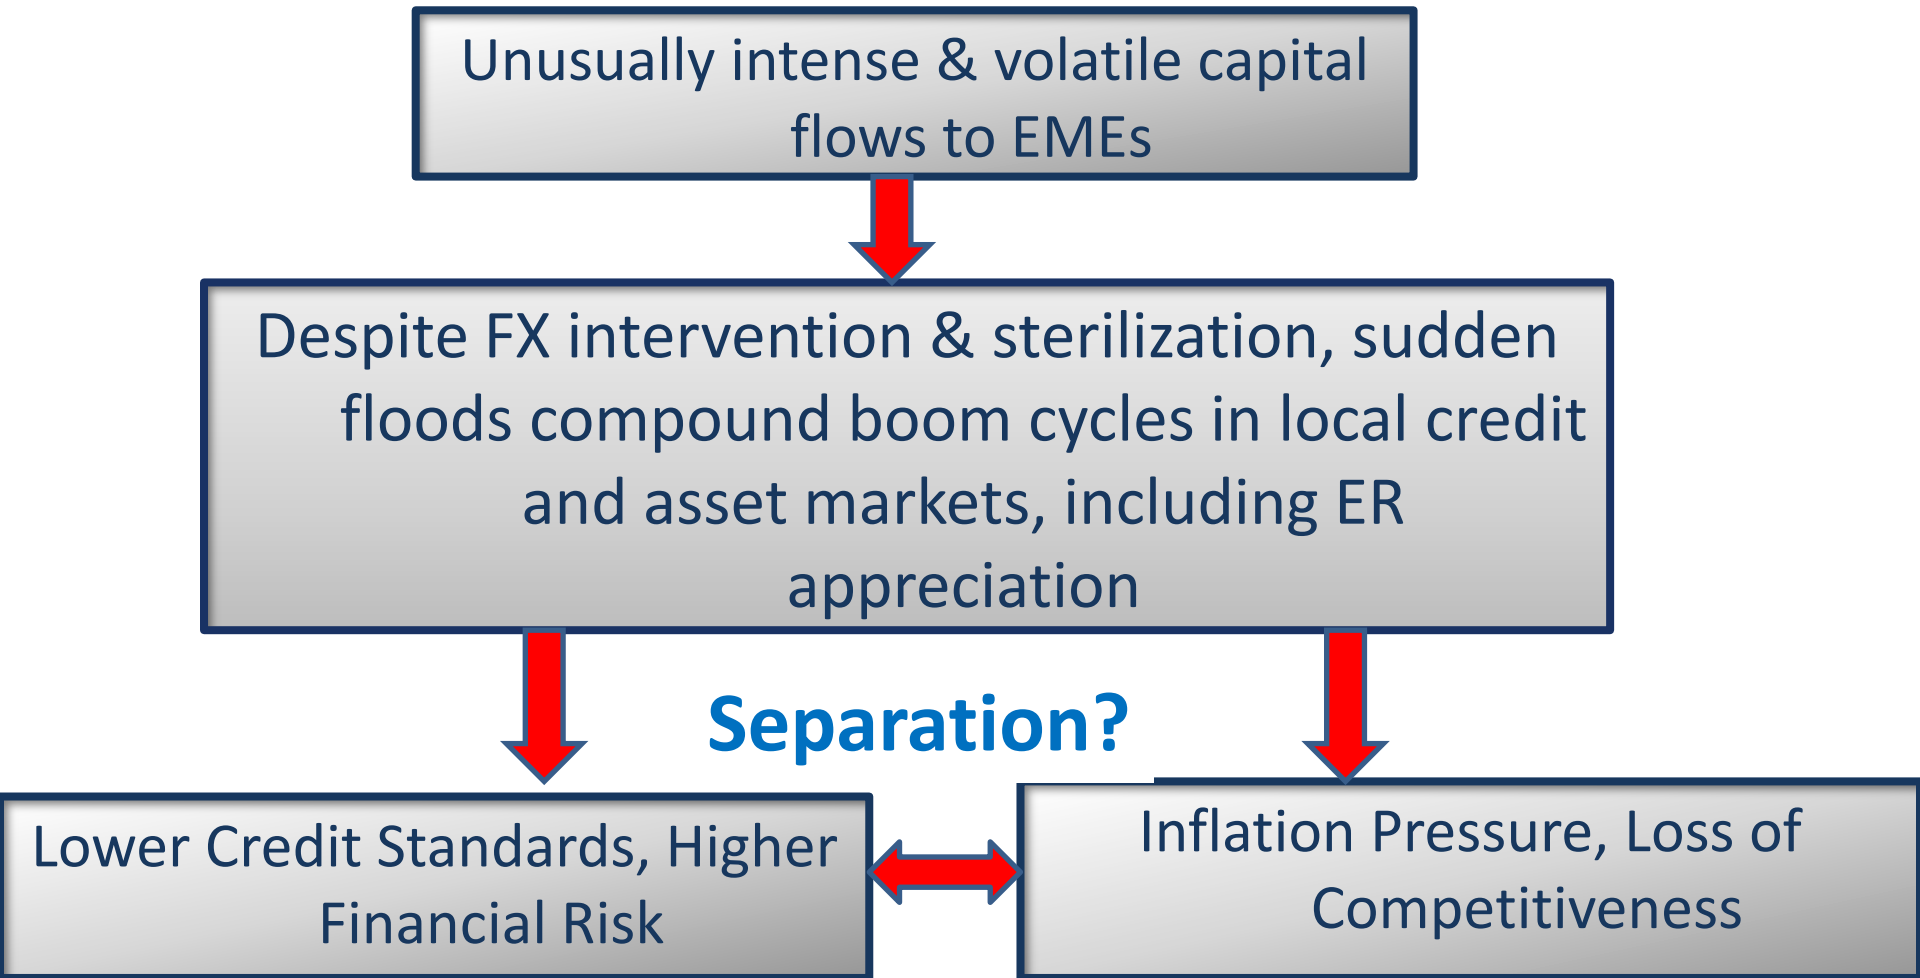 Unusually intense & volatile capital
flows to EMEs
Despite FX intervention & sterilization, sudden
floods compound boom cycles in local credit
and asset markets, including ER
appreciation
Separation?
Lower Credit Standards, Higher
Financial Risk
Inflation Pressure, Loss of
Competitiveness